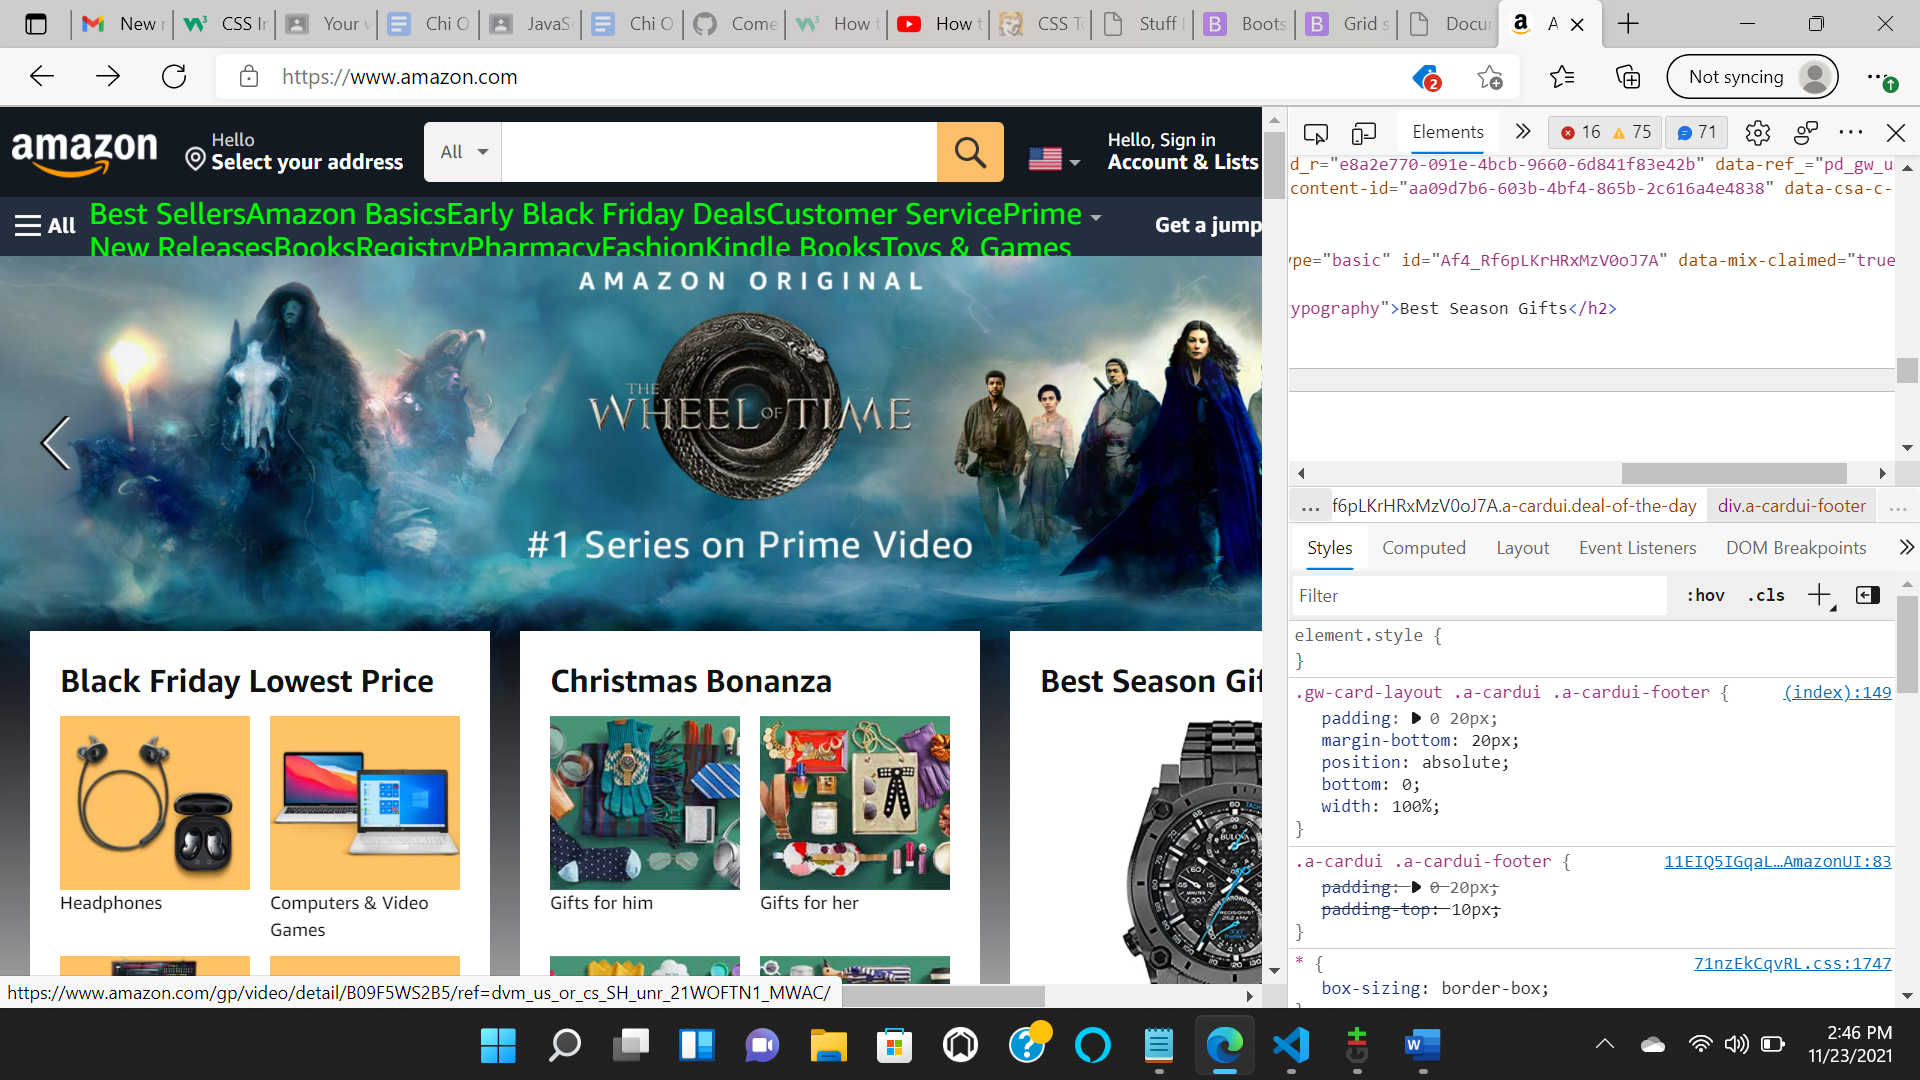 New
CSS In
Your
Chi O
JavaSc
Chi O
Come
How t
How t
CSS To
Stuff
Boots
Grid s
Docu
A
https://www.amazon.com
2
Not syncing
amazon
Hello
Select your address
All
Hello, Sign in
Account & Lists
All
Best SellersAmazon BasicsEarly Black Friday DealsCustomer ServicePrime
New ReleasesBooksRegistryPharmacyFashionKindle BooksToys & Games
Get a jump
AMAZON ORIGINAL
THE
WHEEL OF TIME
#1 Series on Prime Video
Black Friday Lowest Price
Headphones
Computers & Video
Games
Christmas Bonanza
Gifts for him
Gifts for her
Best Season Gif
BULOVA
https://www.amazon.com/gp/video/detail/B09F5WS2B5/ref=dvm_us_or_cs_SH_unr_21WOFTN1_MWAC/
Elements
16
75
71
d_r="e8a2e770-091e-4bcb-9660-6d841f83e42b" data-ref_="pd_gw_u
content-id="aa09d7b6-603b-4bf4-865b-2c616a4e4838" data-csa-c-
ype="basic" id="Af4_Rf6pLKrHRxMzV0oJ7A" data-mix-claimed="true
ypography">Best Season Gifts</h2>
... f6pLKrHRxMzV0oJ7A.a-cardui.deal-of-the-day div.a-cardui-footer ...
Styles Computed Layout Event Listeners DOM Breakpoints
Filter
:hov .cls
element.style {
}
.gw-card-layout .a-cardui .a-cardui-footer { (index):149
padding: 0 20px;
margin-bottom: 20px;
position: absolute;
bottom: 0;
width: 100%;
}
.a-cardui .a-cardui-footer { 11EIQ5IGqaL…AmazonUI:83
padding: 0 20px;
padding-top: 10px;
}
* { 71nzEkCqvRL.css:1747
box-sizing: border-box;
2:46 PM
11/23/2021